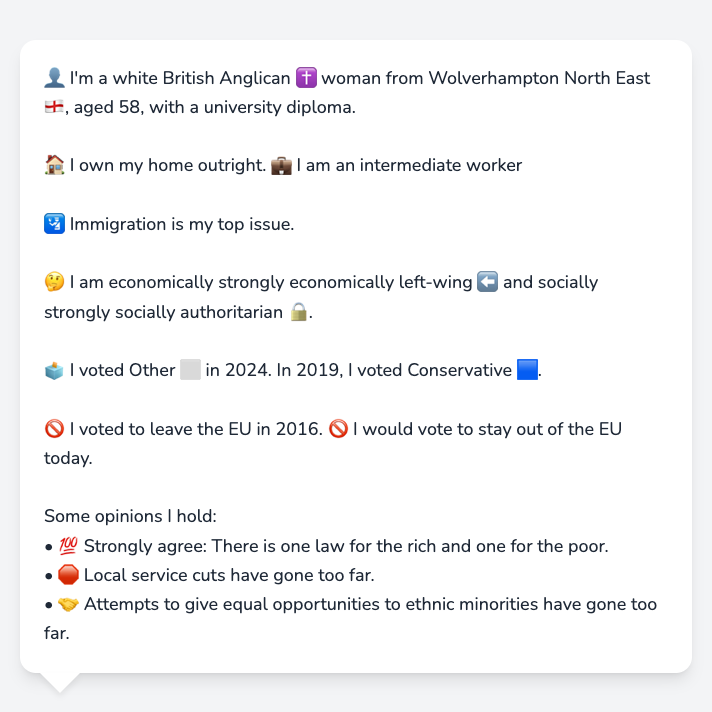 👤 I'm a white British Anglican ✝️ woman from Wolverhampton North East
🏴󠁧󠁢󠁥󠁮󠁧󠁿, aged 58, with a university diploma.
🏠 I own my home outright. 💼 I am an intermediate worker
🛂 Immigration is my top issue.
🤔 I am economically strongly economically left-wing ⬅️ and socially
strongly socially authoritarian 🔒.
🗳️ I voted Other ⬜ in 2024. In 2019, I voted Conservative 🟦.
🚫 I voted to leave the EU in 2016. 🚫 I would vote to stay out of the EU
today.
Some opinions I hold:
• 💯 Strongly agree: There is one law for the rich and one for the poor.
• 🛑 Local service cuts have gone too far.
• 🤝 Attempts to give equal opportunities to ethnic minorities have gone too
far.